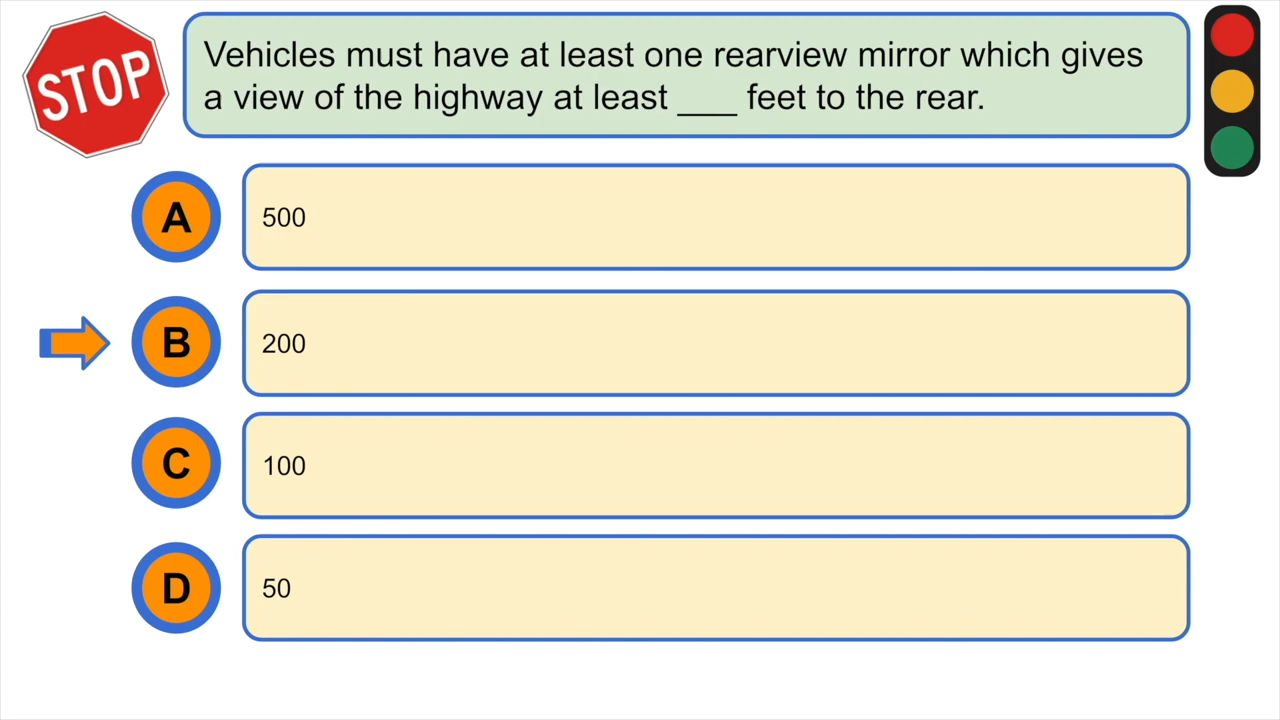 STOP
Vehicles must have at least one rearview mirror which gives
a view of the highway at least ____ feet to the rear.
A
500
B
200
C
100
D
50